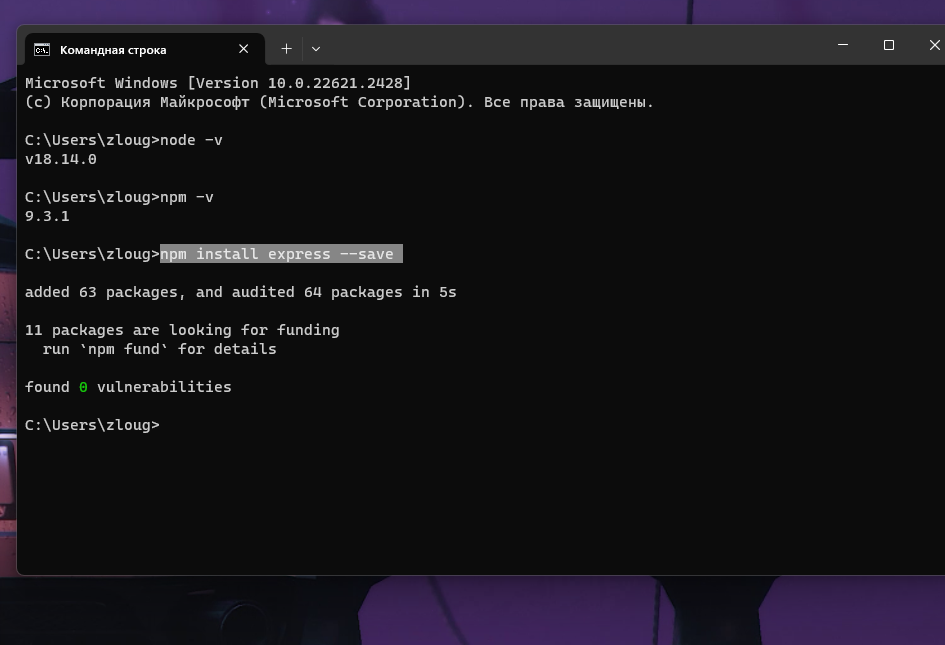 Командная строка
Microsoft Windows [Version 10.0.22621.2428]
(c) Корпорация Майкрософт (Microsoft Corporation). Все права защищены.
C:\Users\zloug>node -v
v18.14.0
C:\Users\zloug>npm -v
9.3.1
C:\Users\zloug>npm install express --save
added 63 packages, and audited 64 packages in 5s
11 packages are looking for funding
run `npm fund` for details
found 0 vulnerabilities
C:\Users\zloug>